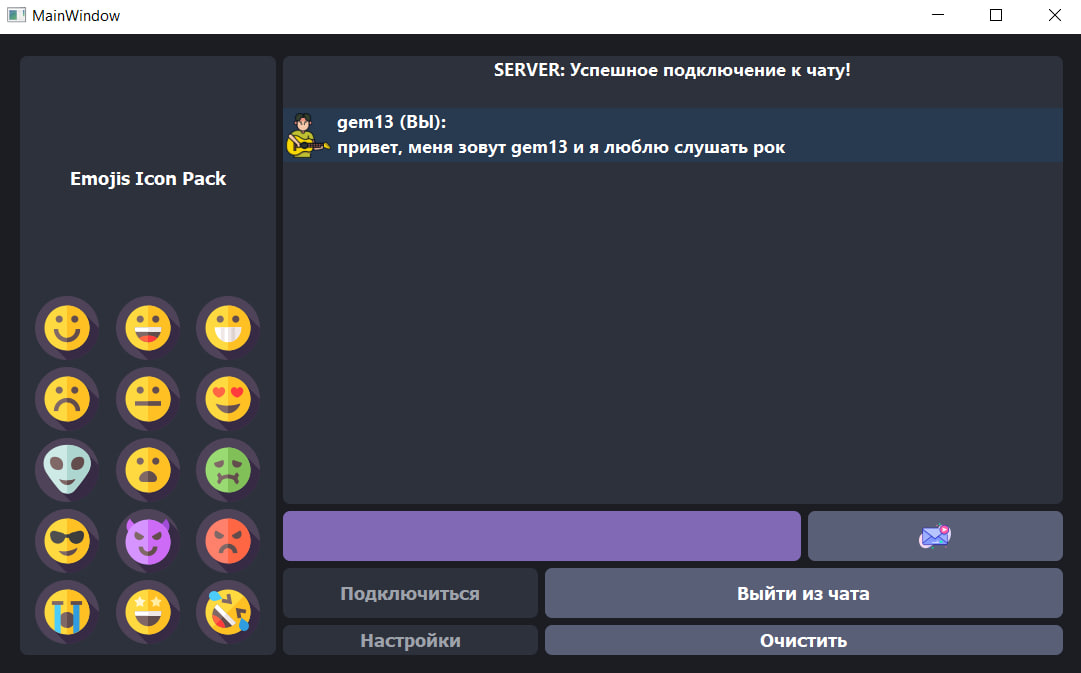 MainWindow
Emojis Icon Pack
SERVER: Успешное подключение к чату!
gem13 (ВЫ):
привет, меня зовут gem13 и я люблю слушать рок
Подключиться
Выйти из чата
Настройки
Очистить